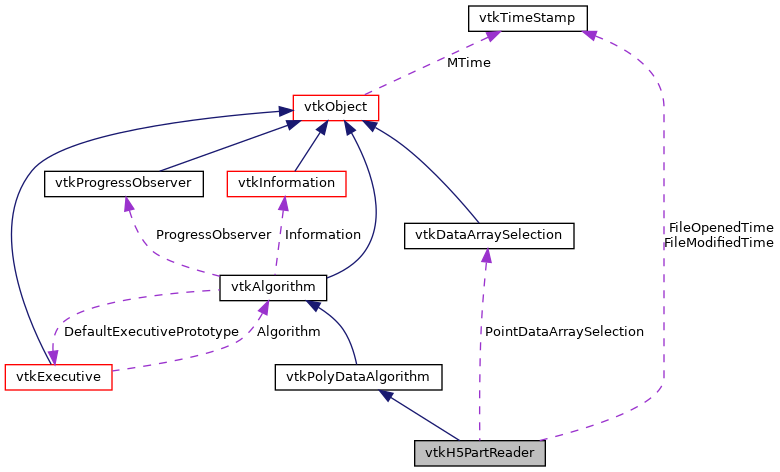 vtkTimeStamp
MTime
vtkObject
vtkProgressObserver
vtkInformation
vtkDataArraySelection
FileOpenedTime
FileModifiedTime
ProgressObserver
Information
vtkAlgorithm
DefaultExecutivePrototype
Algorithm
PointDataArraySelection
vtkExecutive
vtkPolyDataAlgorithm
vtkH5PartReader